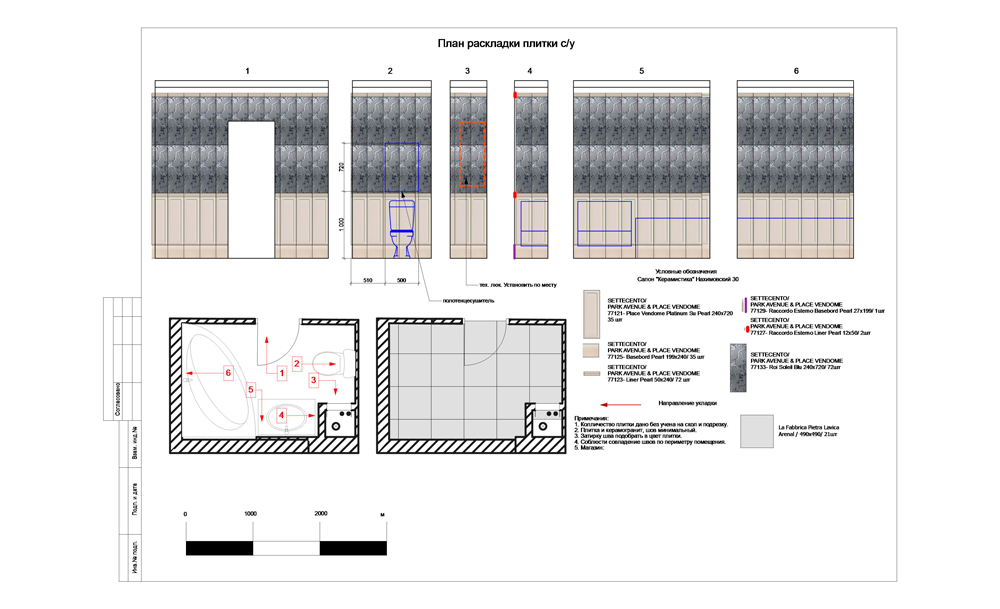 План раскладки плитки с/у
1
2
3
4
5
6
720
1 000
510
500
тех. люк. Установить по месту
полотенцесушитель
Условные обозначения
Салон "Керамистика" Нахимовский 30
SETTECENTO/
PARK AVENUE & PLACE VENDOME
77121- Place Vendome Platinum Su Pearl 240x720
35 шт
SETTECENTO/
PARK AVENUE & PLACE VENDOME
77125- Basebord Pearl 199x240/ 35 шт
SETTECENTO/
PARK AVENUE & PLACE VENDOME
77123- Liner Pearl 50x240/ 72 шт
SETTECENTO/
PARK AVENUE & PLACE VENDOME
77129- Raccordo Esterno Basebord Pearl 27x199/ 1шт
SETTECENTO/
PARK AVENUE & PLACE VENDOME
77127- Raccordo Esterno Liner Pearl 12x50/ 2шт
SETTECENTO/
PARK AVENUE & PLACE VENDOME
77133- Roi Soleil Blu 240x720/ 72шт
Направление укладки
Примечания:
1. Колличество плитки дано без учена на скол и подрезку.
2. Плитка и керамогранит, шов минимальный.
3. Затирку шва подобрать в цвет плитки.
4. Соблюсти совпадение швов по периметру помещения.
5. Магазин:
La Fabbrica Pietra Lavica
Arenal / 490x490/ 21шт
1
2
3
4
5
6
0
1000
2000
м
Согласовано
Взам. инд.№
Подп. и дата
Инв.№ подл.